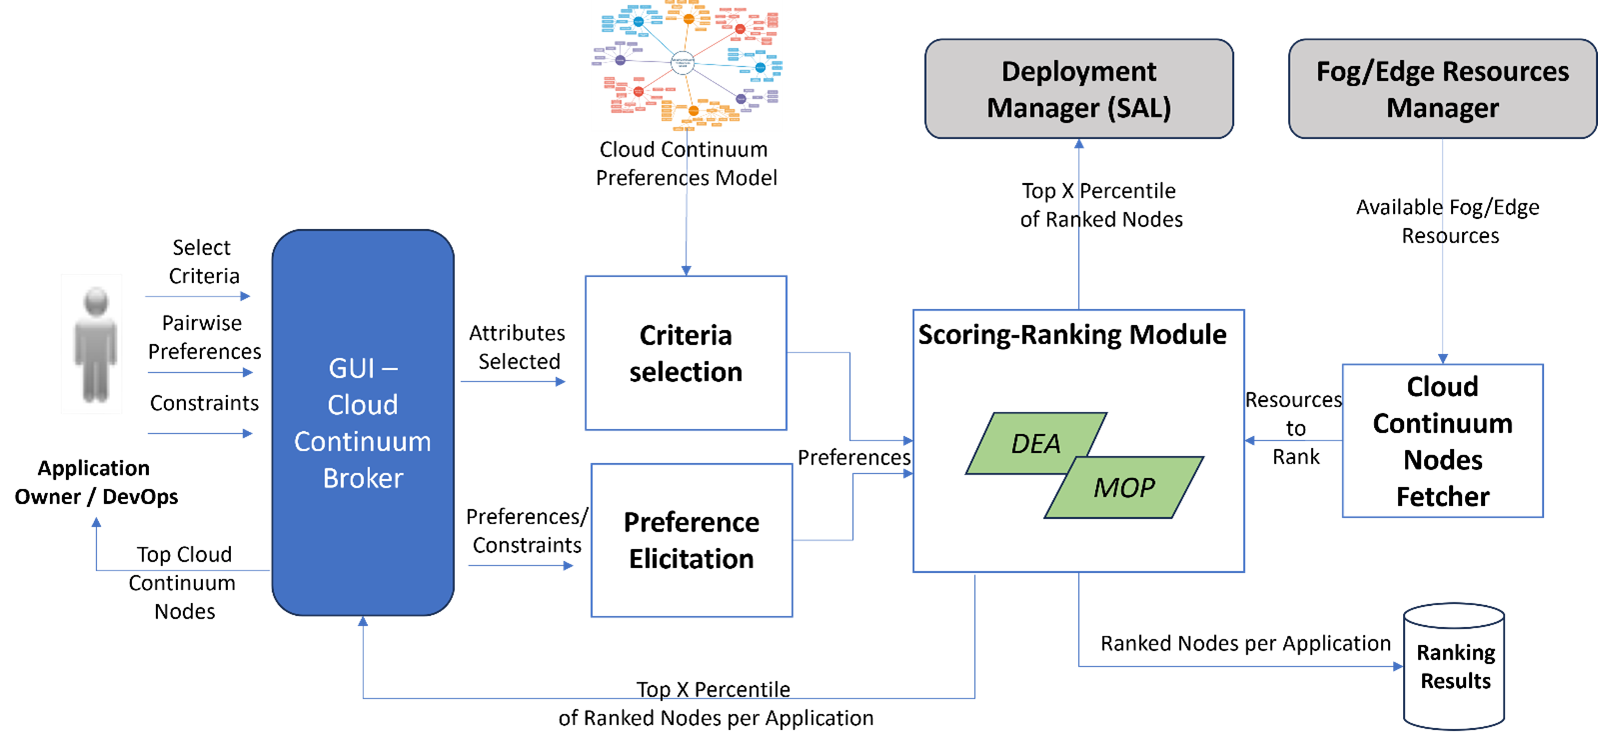 Cloud Continuum
Preferences Model
Deployment
Manager (SAL)
Fog/Edge Resources
Manager
Top X Percentile
of Ranked Nodes
Available Fog/Edge
Resources
Select
Criteria
Pairwise
Preferences
Constraints
Application
Owner / DevOps
Top Cloud
Continuum
Nodes
GUI –
Cloud
Continuum
Broker
Attributes
Selected
Preferences/
Constraints
Criteria
selection
Preference
Elicitation
Preferences
Scoring-Ranking Module
DEA
MOP
Resources
to
Rank
Cloud
Continuum
Nodes
Fetcher
Ranked Nodes per Application
Ranking
Results
Top X Percentile
of Ranked Nodes per Application